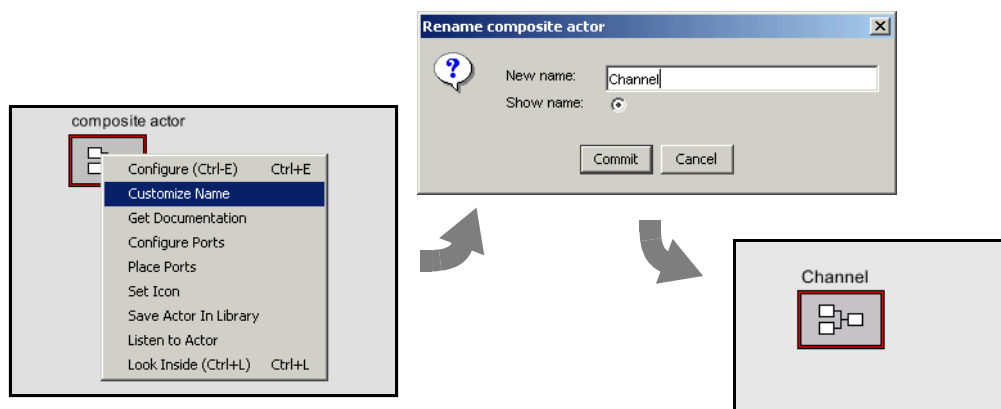 composite actor
Configure (Ctrl-E) Ctrl+E
Customize Name
Get Documentation
Configure Ports
Place Ports
Set Icon
Save Actor In Library
Listen to Actor
Look Inside (Ctrl+L) Ctrl+L
Rename composite actor
New name: Channel
Show name:
Commit Cancel
Channel